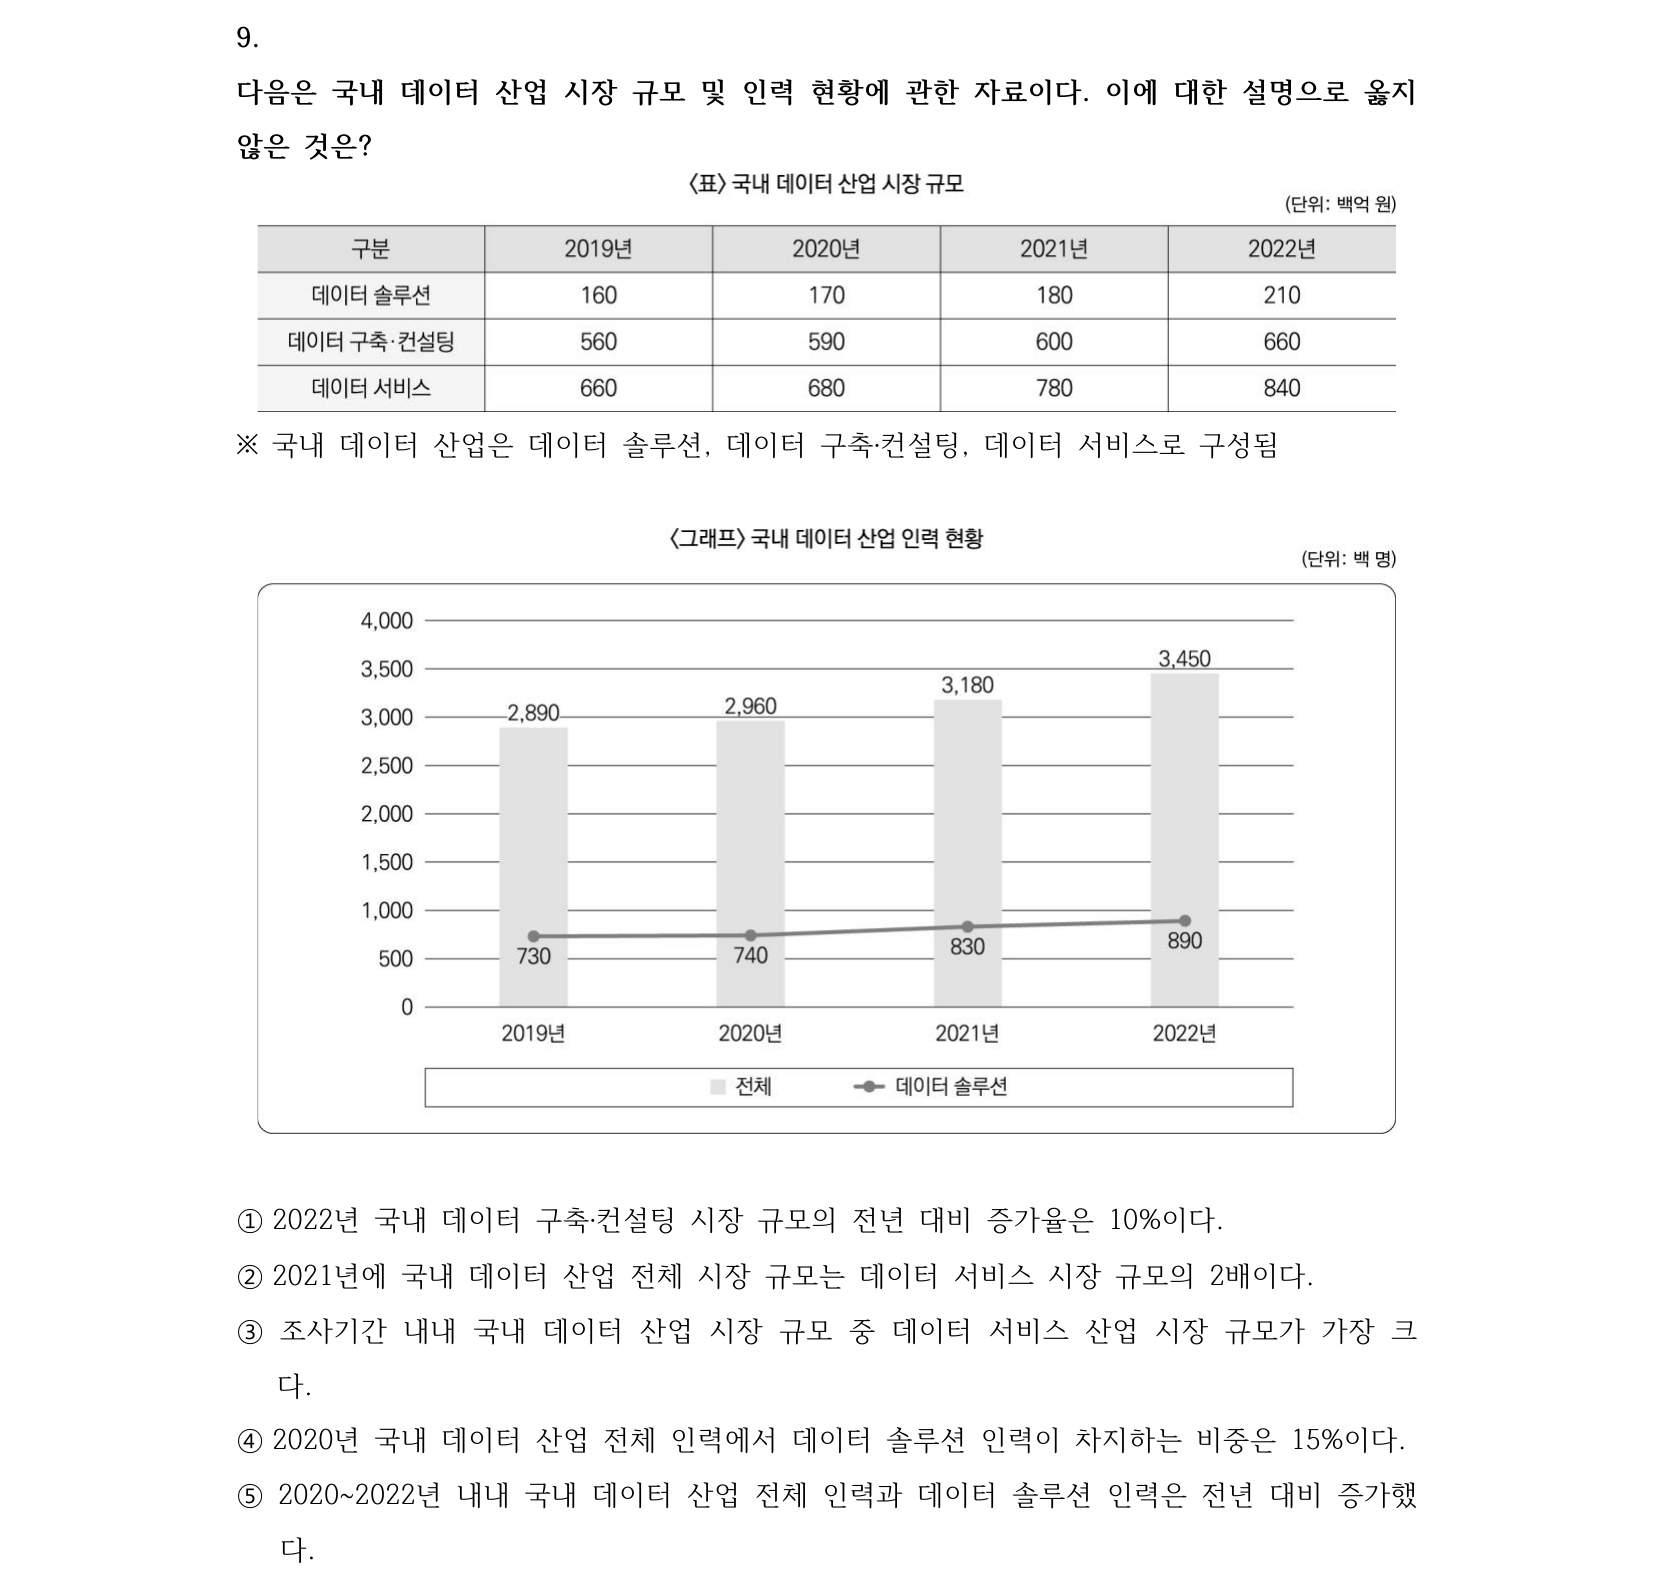 9.
다음은 국내 데이터 산업 시장 규모 및 인력 현황에 관한 자료이다. 이에 대한 설명으로 옳지
않은 것은?
〈표〉 국내 데이터 산업 시장 규모
(단위: 백억 원)
구분 2019년 2020년 2021년 2022년
데이터 솔루션 160 170 180 210
데이터 구축·컨설팅 560 590 600 660
데이터 서비스 660 680 780 840
※ 국내 데이터 산업은 데이터 솔루션, 데이터 구축·컨설팅, 데이터 서비스로 구성됨
〈그래프〉 국내 데이터 산업 인력 현황
(단위: 백 명)
4,000
3,500
3,000
2,500
2,000
1,500
1,000
500
0
2,890 2,960 3,180 3,450
730 740 830 890
2019년 2020년 2021년 2022년
전체 데이터 솔루션
① 2022년 국내 데이터 구축·컨설팅 시장 규모의 전년 대비 증가율은 10%이다.
② 2021년에 국내 데이터 산업 전체 시장 규모는 데이터 서비스 시장 규모의 2배이다.
③ 조사기간 내내 국내 데이터 산업 시장 규모 중 데이터 서비스 산업 시장 규모가 가장 크
다.
④ 2020년 국내 데이터 산업 전체 인력에서 데이터 솔루션 인력이 차지하는 비중은 15%이다.
⑤ 2020~2022년 내내 국내 데이터 산업 전체 인력과 데이터 솔루션 인력은 전년 대비 증가했
다.